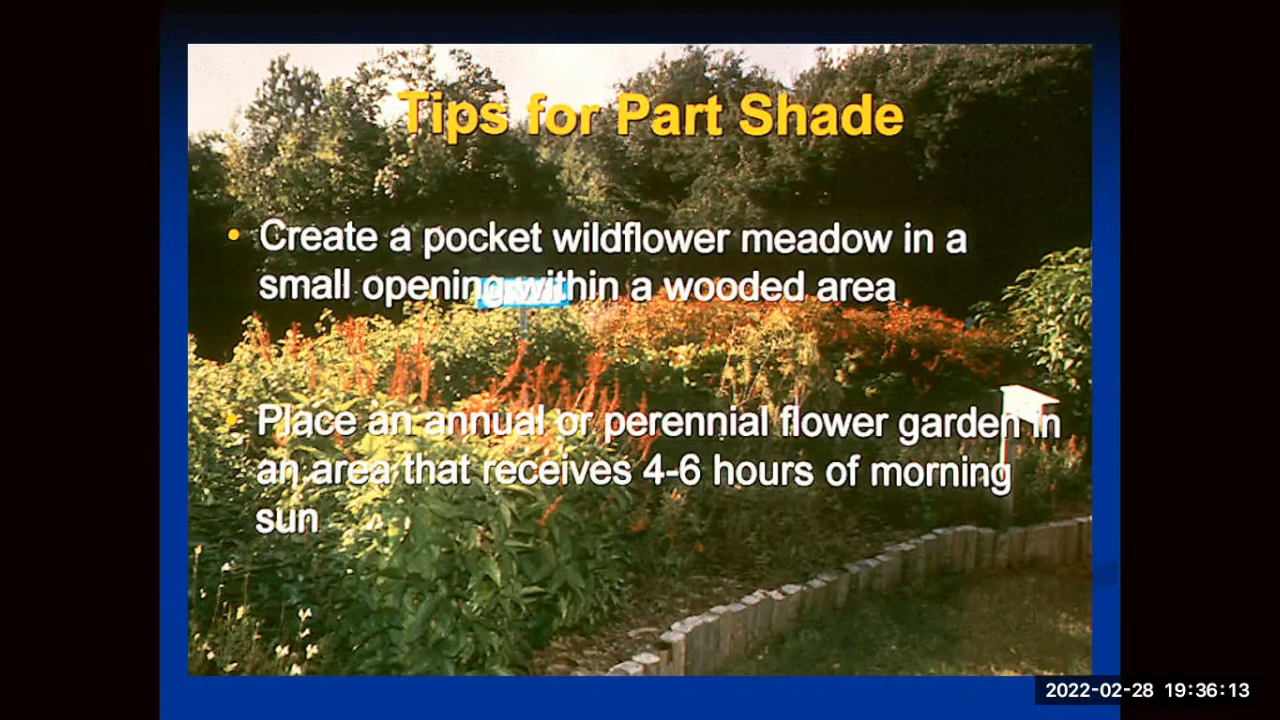 Tips for Part Shade
• Create a pocket wildflower meadow in a
small opening within a wooded area
• Place an annual or perennial flower garden in
an area that receives 4-6 hours of morning
sun
2022-02-28 19:36:13